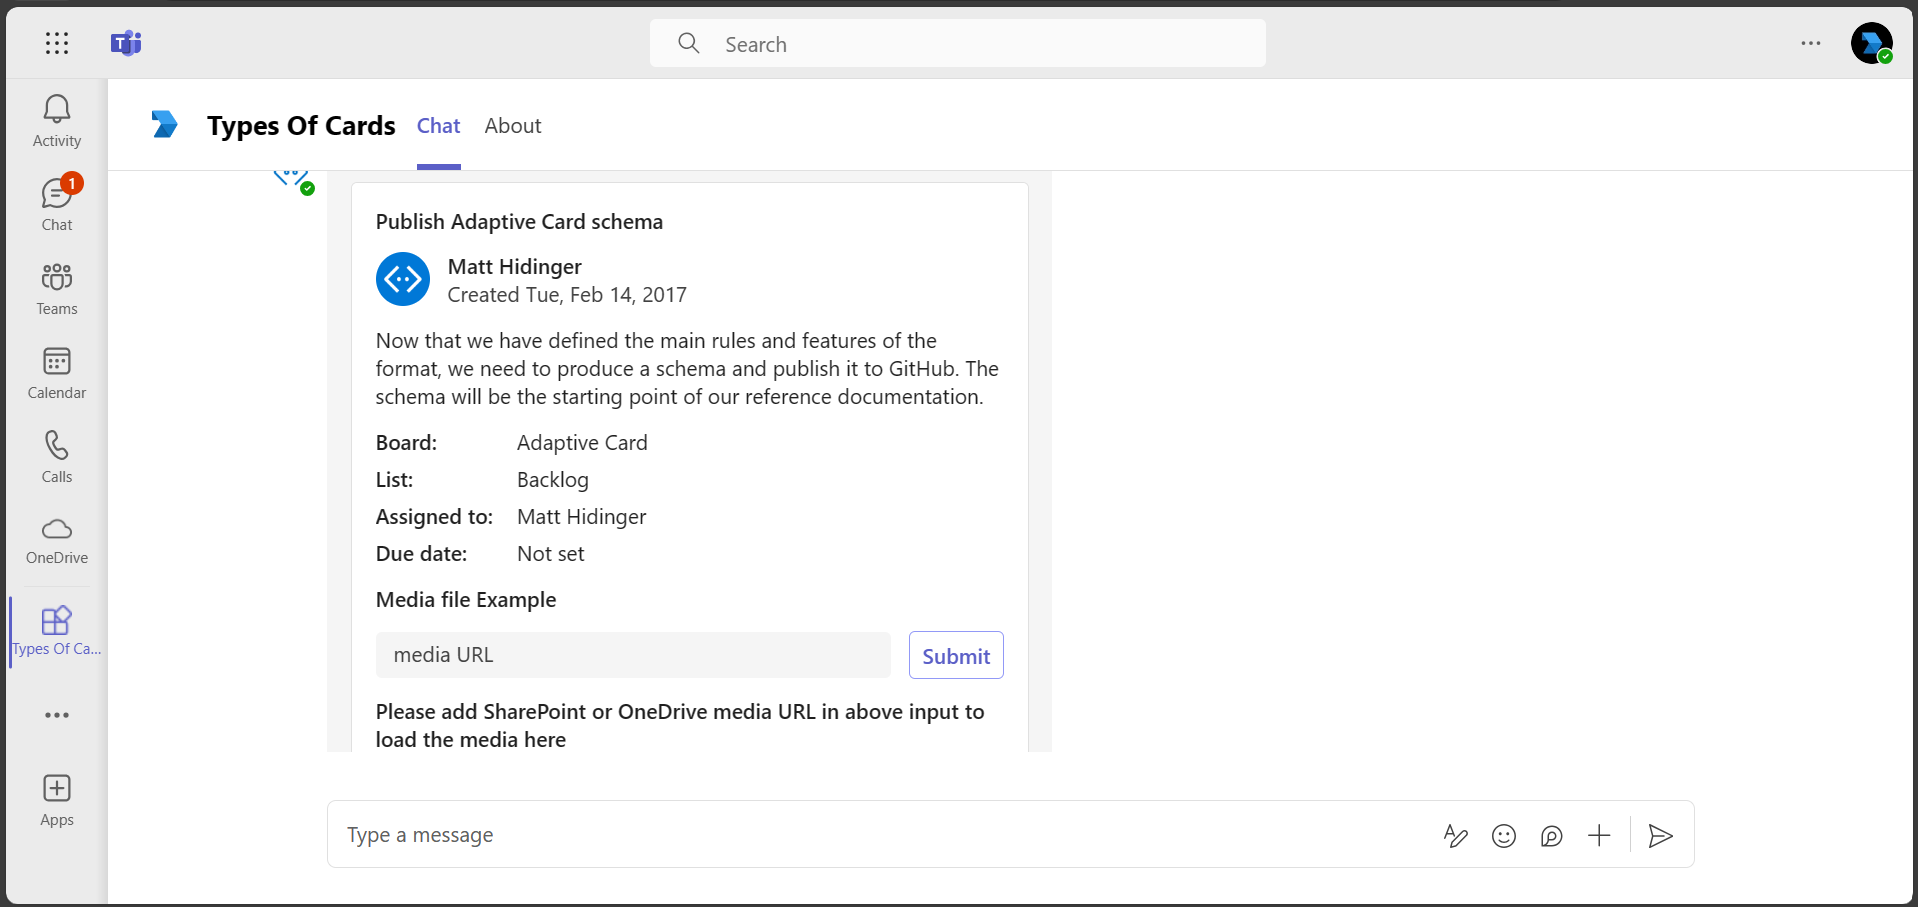 Search
Activity
1
Chat
Teams
Calendar
Calls
OneDrive
Types Of Ca...
Apps
Types Of Cards Chat About
Publish Adaptive Card schema
Matt Hidinger
Created Tue, Feb 14, 2017
Now that we have defined the main rules and features of the
format, we need to produce a schema and publish it to GitHub. The
schema will be the starting point of our reference documentation.
Board: Adaptive Card
List: Backlog
Assigned to: Matt Hidinger
Due date: Not set
Media file Example
media URL Submit
Please add SharePoint or OneDrive media URL in above input to
load the media here
Type a message